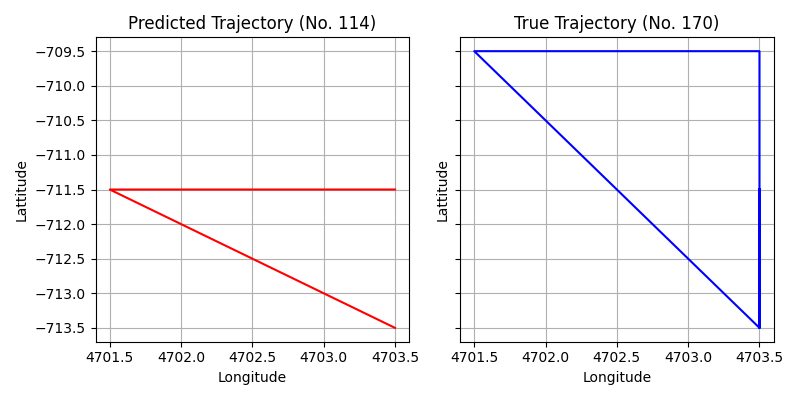 Predicted Trajectory (No. 114)
True Trajectory (No. 170)
−709.5
−710.0
−710.5
−711.0
−711.5
−712.0
−712.5
−713.0
−713.5
Lattitude
Lattitude
4701.5 4702.0 4702.5 4703.0 4703.5
4701.5 4702.0 4702.5 4703.0 4703.5
Longitude
Longitude